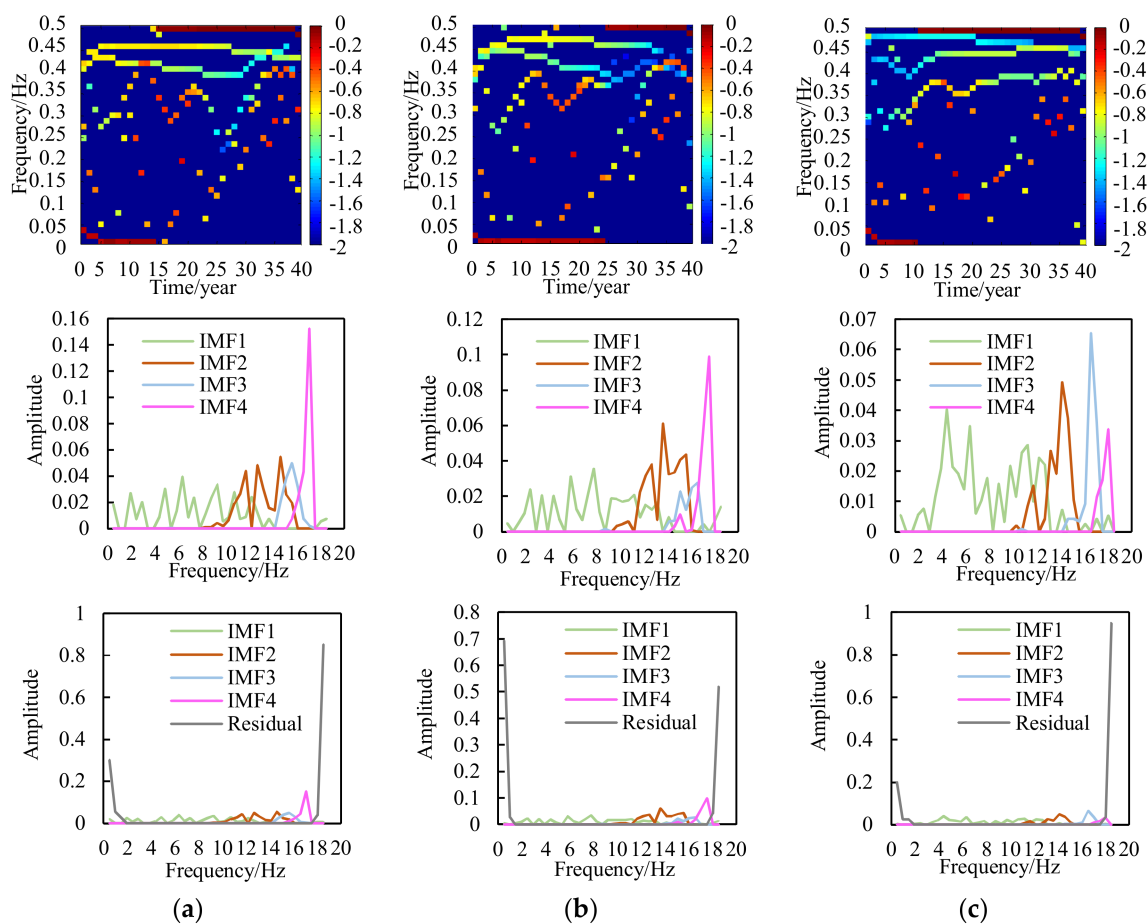 0.5
0.45
0.4
0.35
0.3
0.25
0.2
0.15
0.1
0.05
0
Frequency/Hz
0 5 10 15 20 25 30 35 40
Time/year
0
-0.2
-0.4
-0.6
-0.8
-1
-1.2
-1.4
-1.6
-1.8
-2
0.5
0.45
0.4
0.35
0.3
0.25
0.2
0.15
0.1
0.05
0
Frequency/Hz
0 5 10 15 20 25 30 35 40
Time/year
0
-0.2
-0.4
-0.6
-0.8
-1
-1.2
-1.4
-1.6
-1.8
-2
0.5
0.45
0.4
0.35
0.3
0.25
0.2
0.15
0.1
0.05
0
Frequency/Hz
0 5 10 15 20 25 30 35 40
Time/year
0
-0.2
-0.4
-0.6
-0.8
-1
-1.2
-1.4
-1.6
-1.8
-2
0.16
0.14
0.12
0.1
0.08
0.06
0.04
0.02
0
Amplitude
IMF1
IMF2
IMF3
IMF4
0 2 4 6 8 10 12 14 16 18 20
Frequency/Hz
0.12
0.1
0.08
0.06
0.04
0.02
0
Amplitude
IMF1
IMF2
IMF3
IMF4
0 2 4 6 8 10 12 14 16 18 20
Frequency/Hz
0.07
0.06
0.05
0.04
0.03
0.02
0.01
0
Amplitude
IMF1
IMF2
IMF3
IMF4
0 2 4 6 8 10 12 14 16 18 20
Frequency/Hz
1
0.8
0.6
0.4
0.2
0
Amplitude
IMF1
IMF2
IMF3
IMF4
Residual
0 2 4 6 8 10 12 14 16 18 20
Frequency/Hz
0.8
0.7
0.6
0.5
0.4
0.3
0.2
0.1
0
Amplitude
IMF1
IMF2
IMF3
IMF4
Residual
0 2 4 6 8 10 12 14 16 18 20
Frequency/Hz
1
0.8
0.6
0.4
0.2
0
Amplitude
IMF1
IMF2
IMF3
IMF4
Residual
0 2 4 6 8 10 12 14 16 18 20
Frequency/Hz
(a)
(b)
(c)